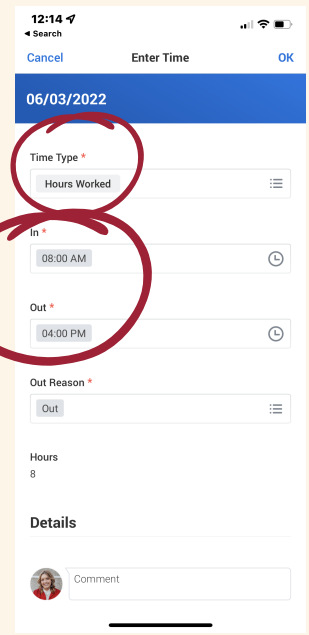 12:14
Search
Cancel Enter Time OK
06/03/2022
Time Type *
Hours Worked
In *
08:00 AM
Out *
04:00 PM
Out Reason *
Out
Hours
8
Details
Comment